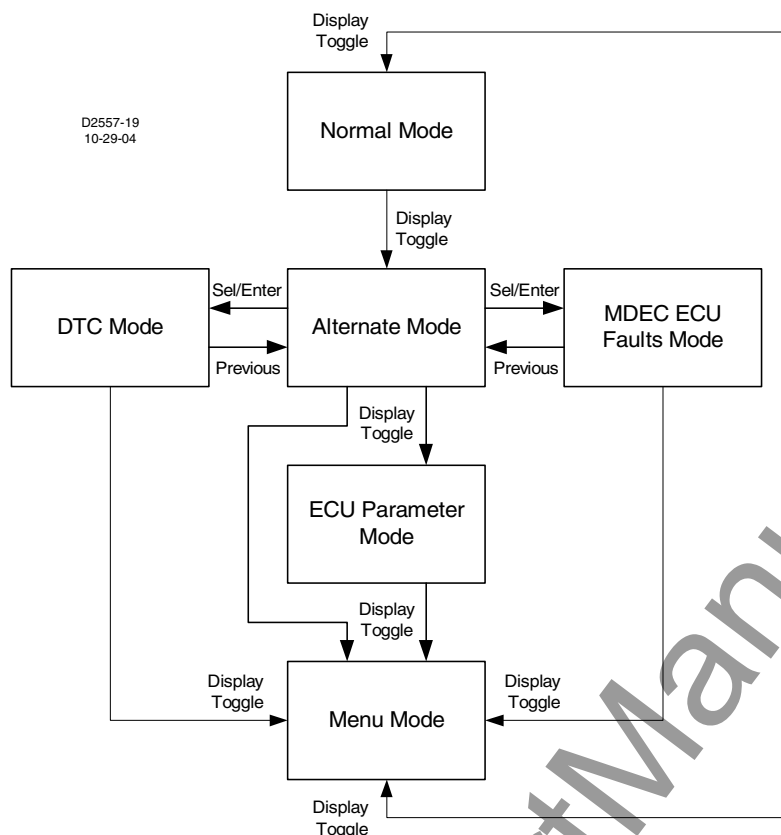 Display
Toggle
D2557-19
10-29-04
Normal Mode
Display
Toggle
DTC Mode
Sel/Enter
Previous
Alternate Mode
Sel/Enter
Previous
MDEC ECU
Faults Mode
Display
Toggle
ECU Parameter
Mode
Display
Toggle
Display
Toggle
Menu Mode
Display
Toggle
Display
Toggle